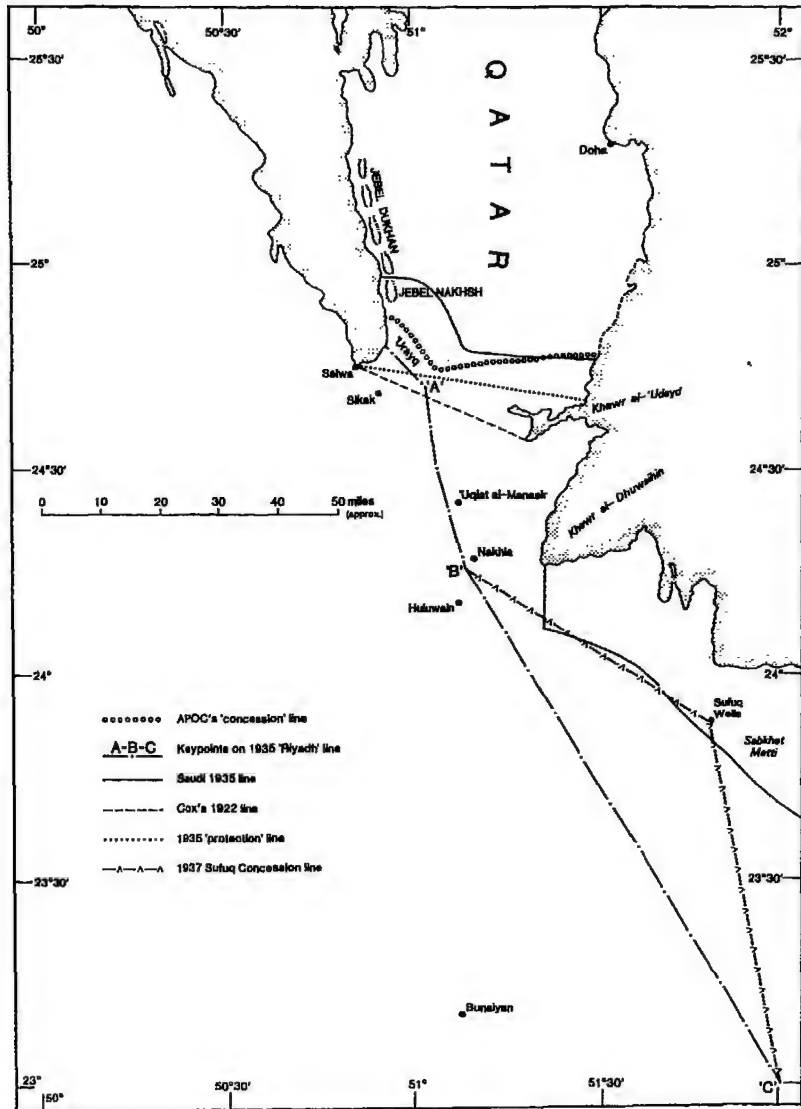 50°
50°30'
51°
52°
25°30'
25°30'
QATAR
Doha
JEBEL DUKHAN
25°
25°
JEBEL NAKHSH
'Urayq
Salwa
'A'
Sikak
Khawr al-'Udayd
24°30'
24°30'
0 10 20 30 40 50 miles
(approx.)
'Uqlat al-Manasir
Khawr al-Dhuwaihin
Nakhla
'B'
Huluwain
24°
24°
Sufuq
Wells
Sabkhat
Matti
APOC's 'concession' line
A-B-C Keypoints on 1935 'Riyadh' line
Saudi 1935 line
Cox's 1922 line
1935 'protection' line
1937 Sufuq Concession line
23°30'
23°30'
Bunaiyan
23°
50°
50°30'
51°
51°30'
'C'